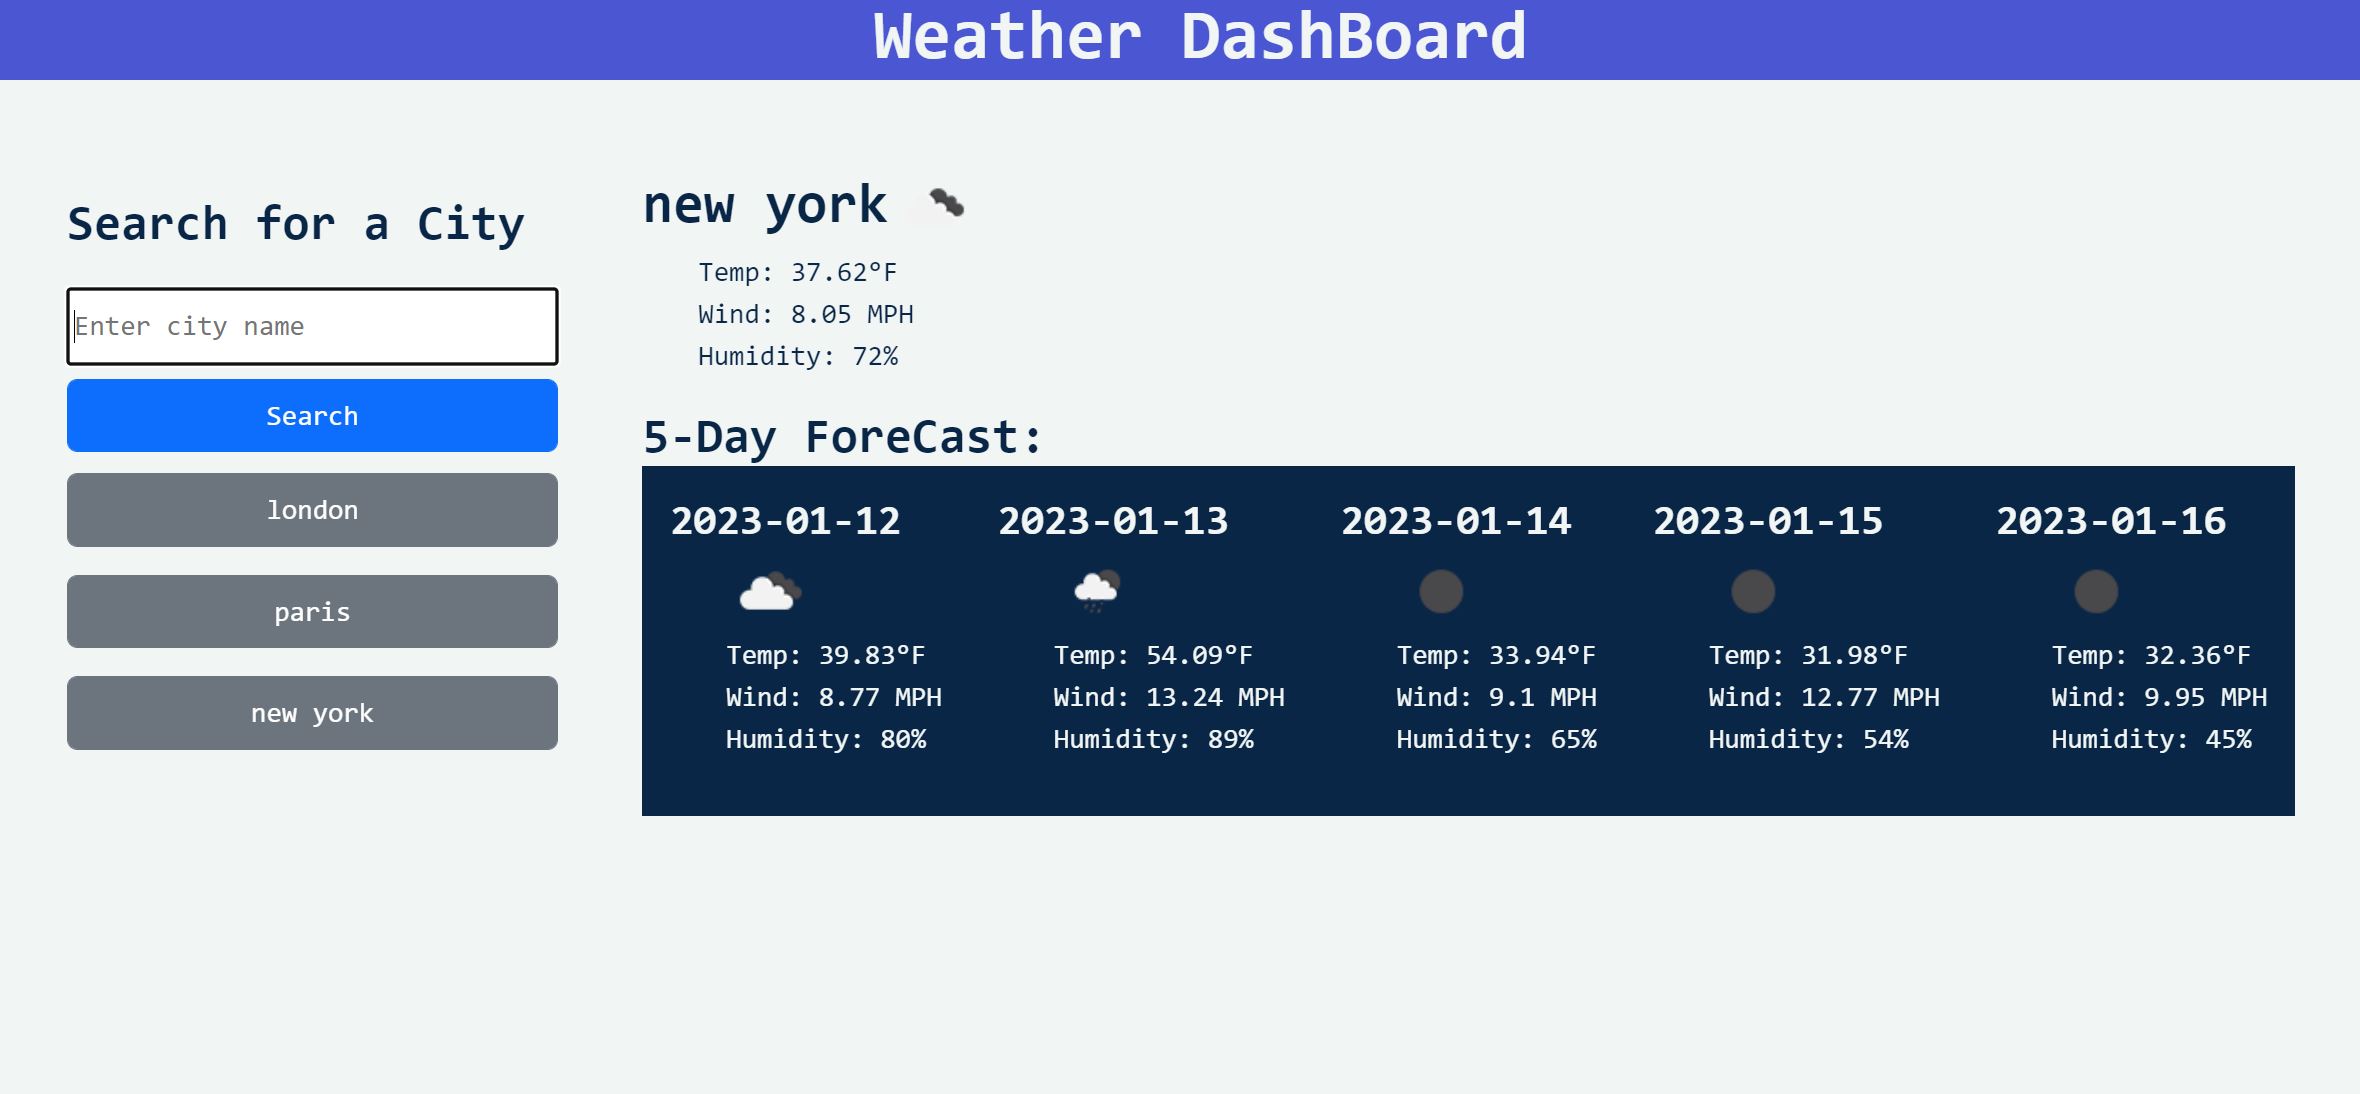 Weather DashBoard
Search for a City
Enter city name
Search
london
paris
new york
new york
Temp: 37.62°F
Wind: 8.05 MPH
Humidity: 72%
5-Day ForeCast:
2023-01-12
Temp: 39.83°F
Wind: 8.77 MPH
Humidity: 80%
2023-01-13
Temp: 54.09°F
Wind: 13.24 MPH
Humidity: 89%
2023-01-14
Temp: 33.94°F
Wind: 9.1 MPH
Humidity: 65%
2023-01-15
Temp: 31.98°F
Wind: 12.77 MPH
Humidity: 54%
2023-01-16
Temp: 32.36°F
Wind: 9.95 MPH
Humidity: 45%